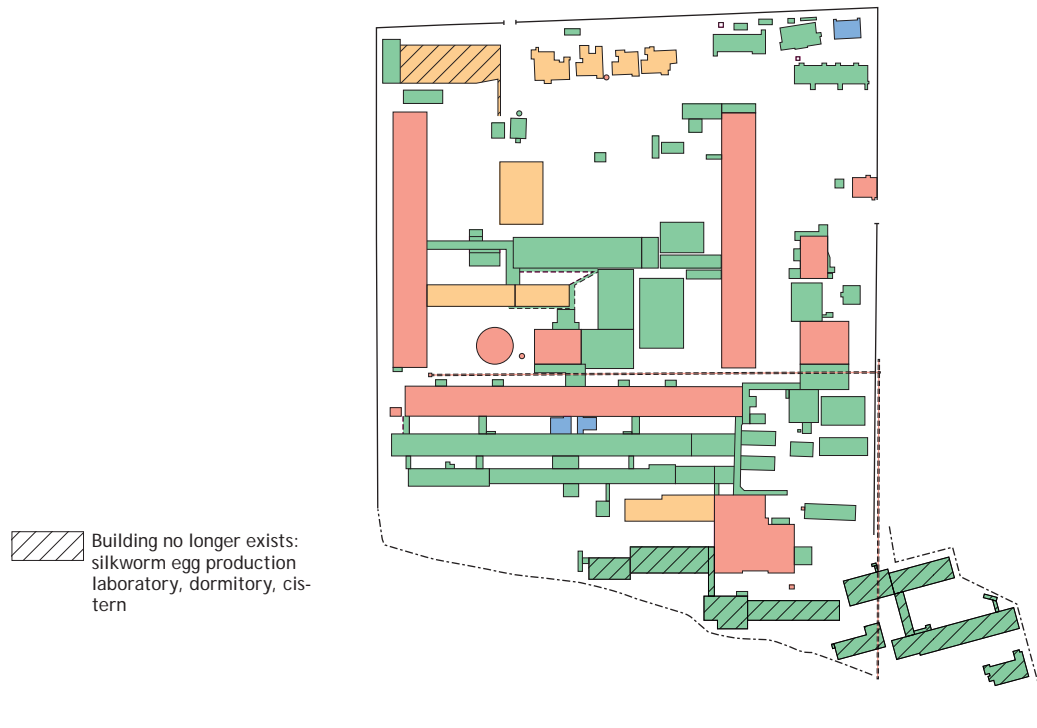 Building no longer exists:
silkworm egg production
laboratory, dormitory, cis-
tern